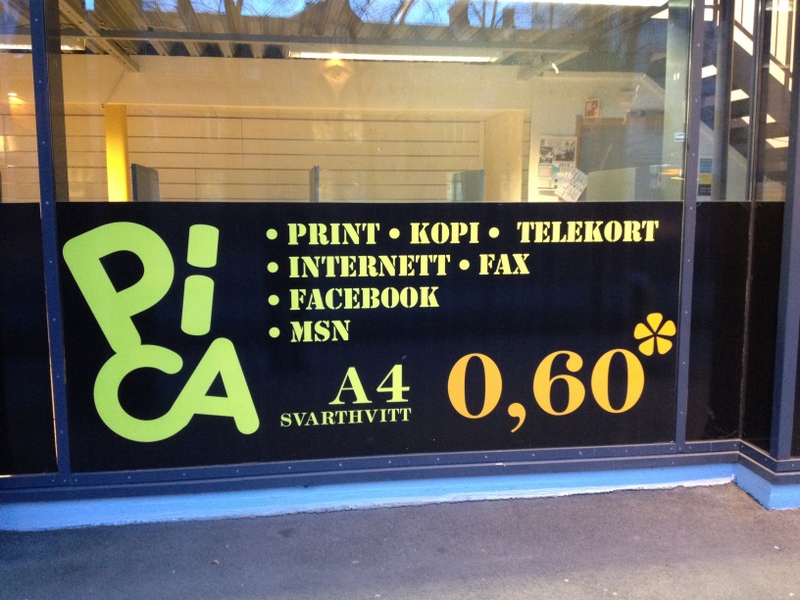 PiCA
• PRINT • KOPI • TELEKORT
• INTERNETT • FAX
• FACEBOOK
• MSN
A4
SVARTHVITT
0,60*